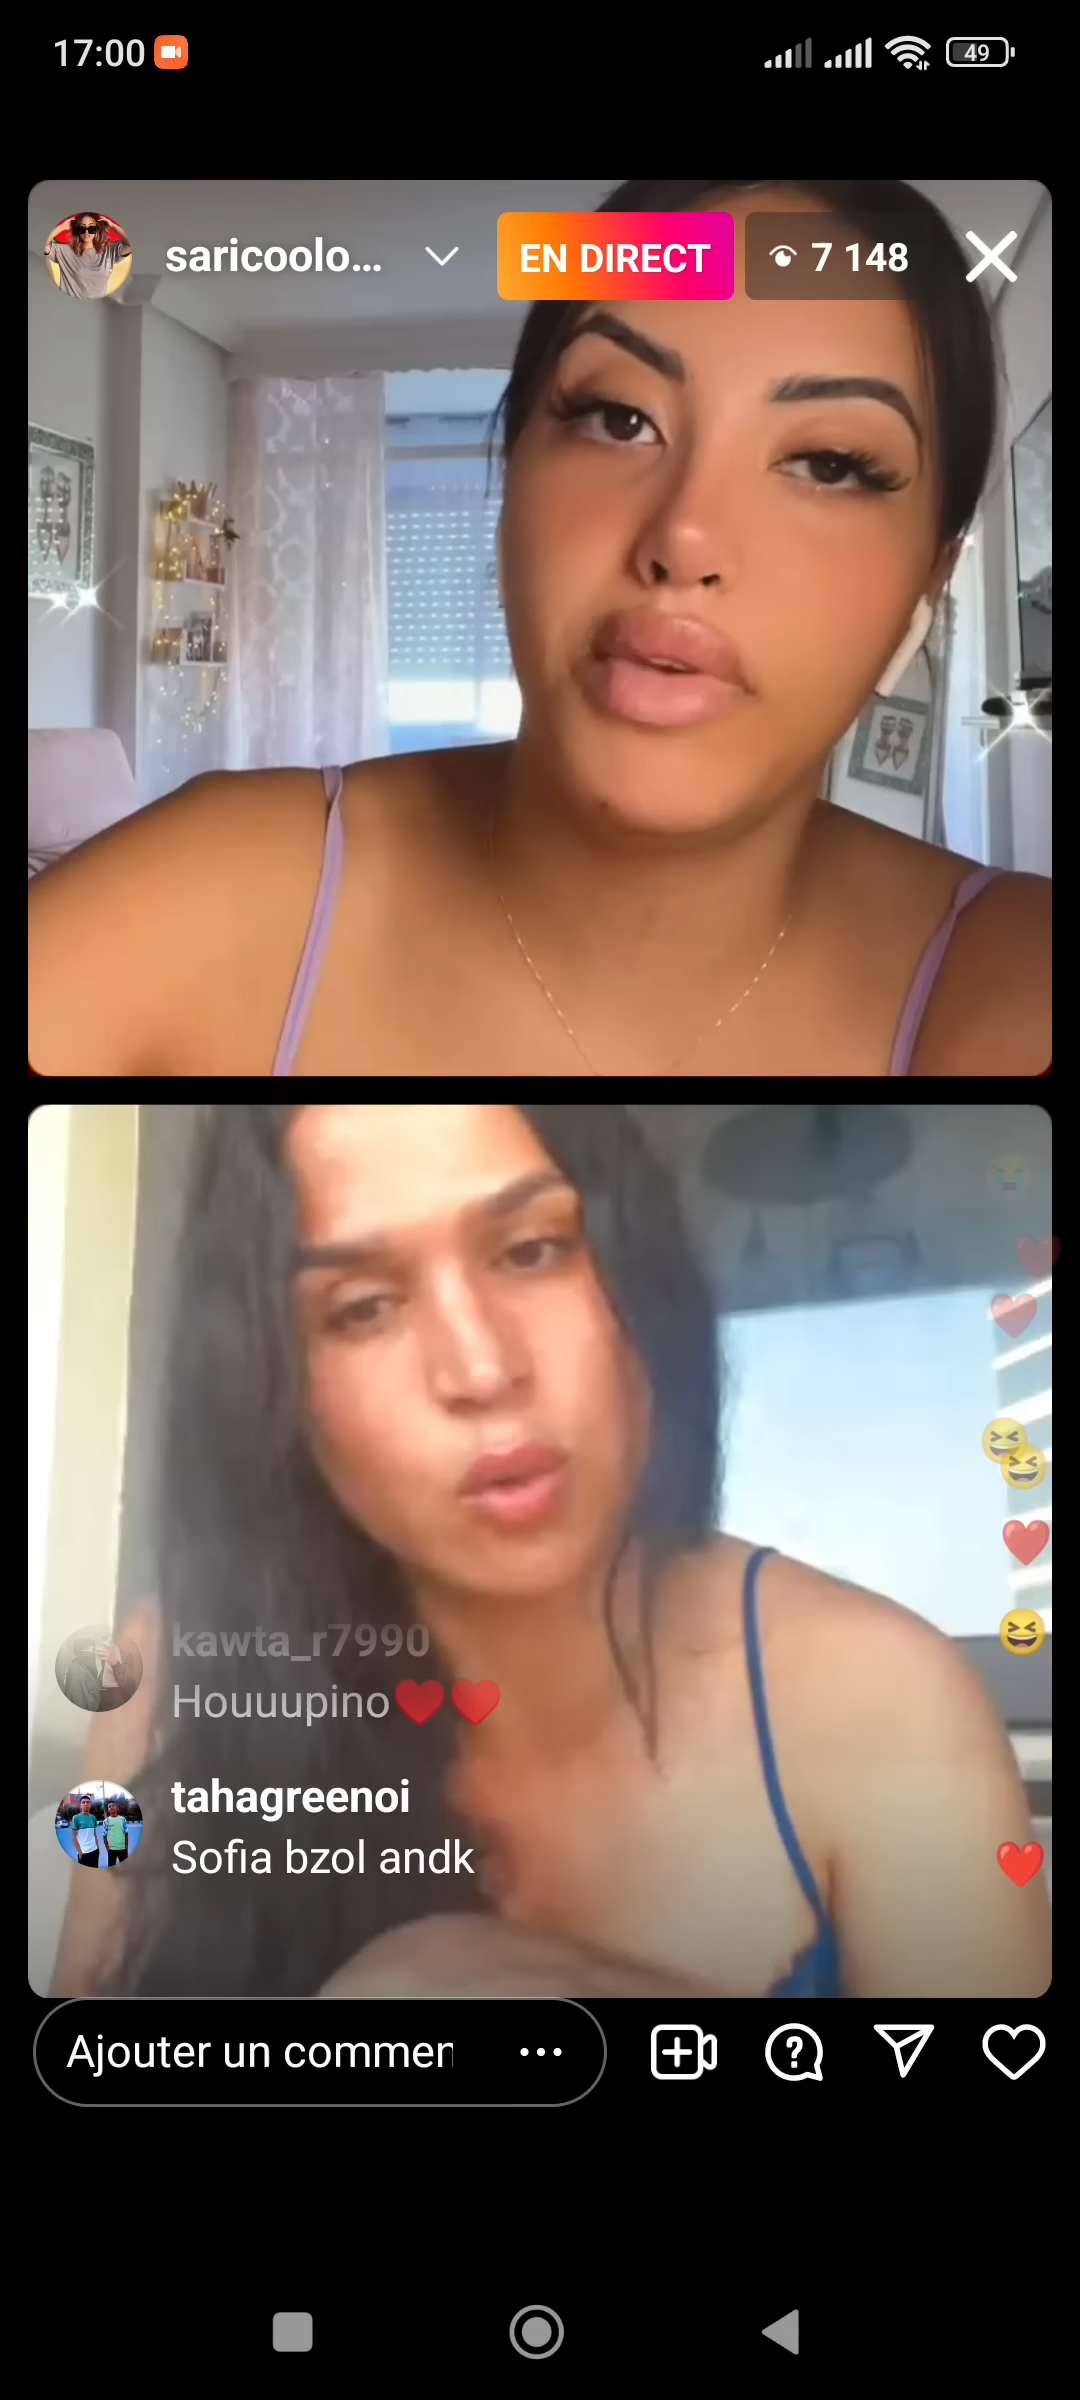 17:00
49
saricoolo...
EN DIRECT
7 148
kawta_r7990
Houuupino❤️❤️
tahagreenoi
Sofia bzol andk
Ajouter un commen